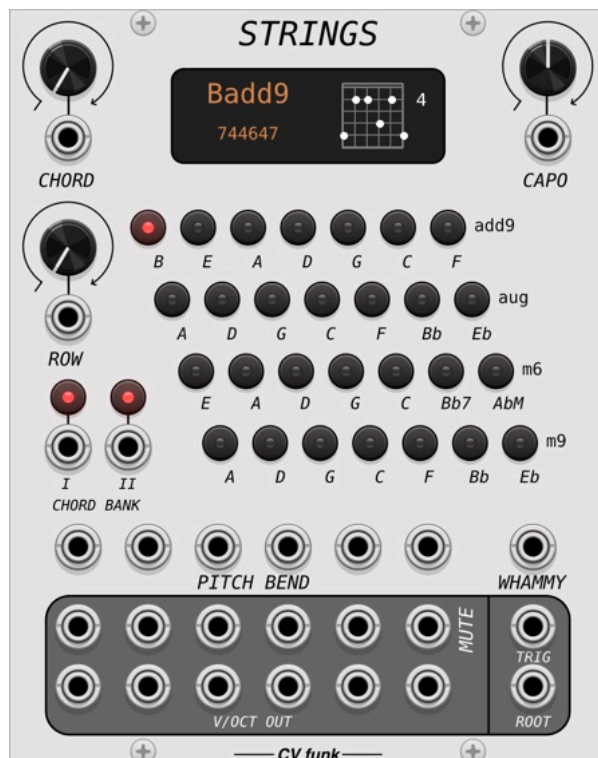 STRINGS
Badd9
744647
4
CHORD
CAPO
add9
B E A D G C F
aug
A D G C F Bb Eb
ROW
m6
E A D G C Bb7 AbM
m9
A D G C F Bb Eb
I II
CHORD BANK
PITCH BEND
WHAMMY
MUTE
TRIG
V/OCT OUT
ROOT
CV funk